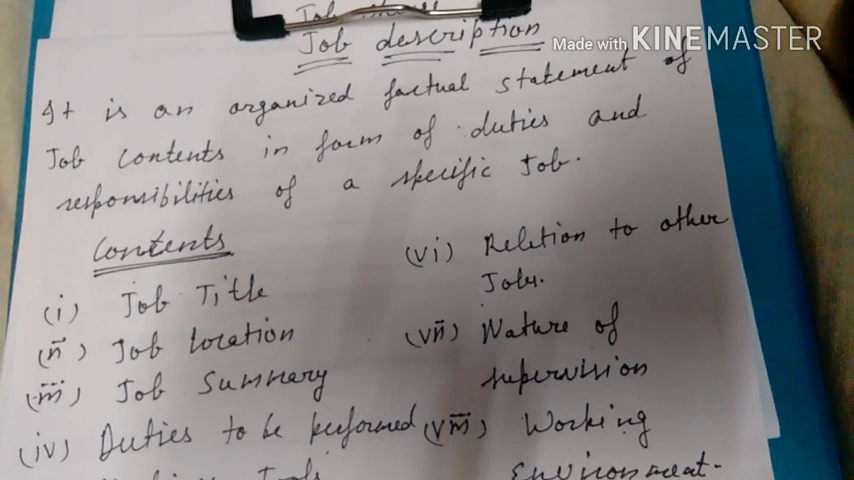 Job description
Made with KINEMASTER
It is an organized factual statement of
Job contents in form of duties and
responsibilities of a specific Job.
Contents
(i) Job Title
(ii) Job location
(iii) Job Summary
(iv) Duties to be performed
(vi) Relation to other
Jobs.
(vii) Nature of
supervision
(viii) Working
Environment.